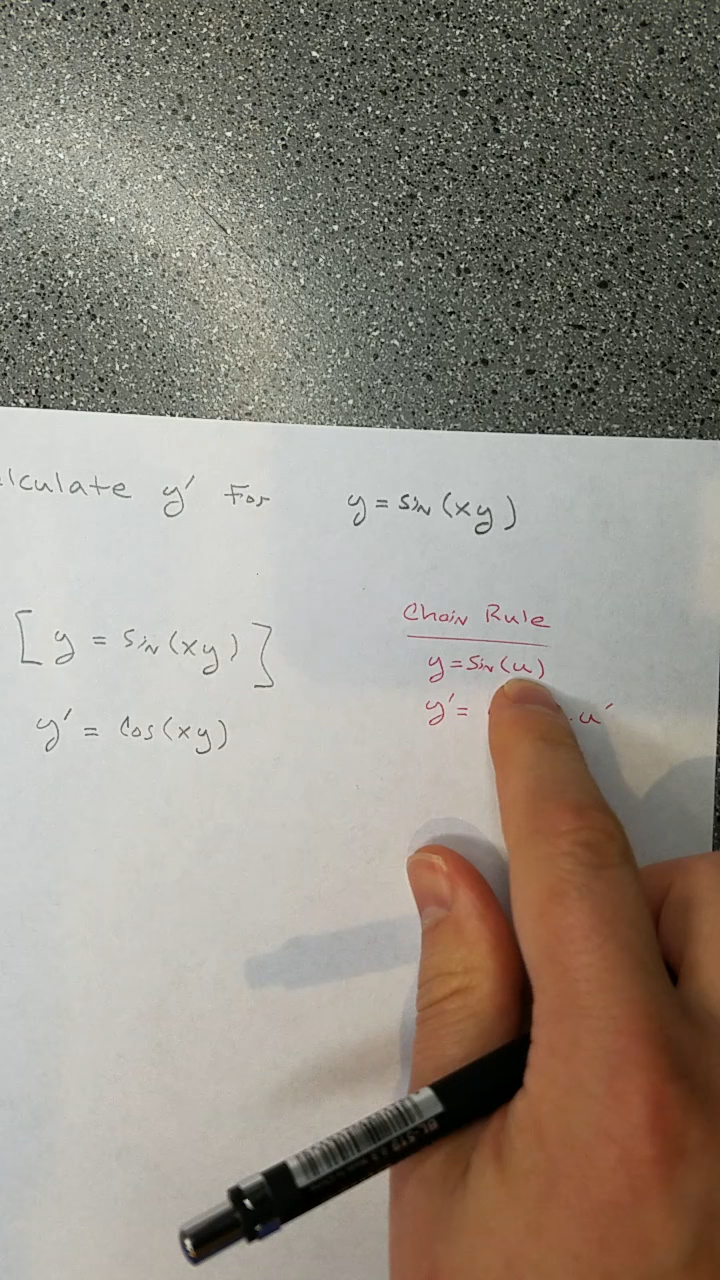 lculate y' For y = Sin (xy)
[y = Sin (xy)]
y' = Cos (xy)
Chain Rule
y = Sin (u)
y' = . u'